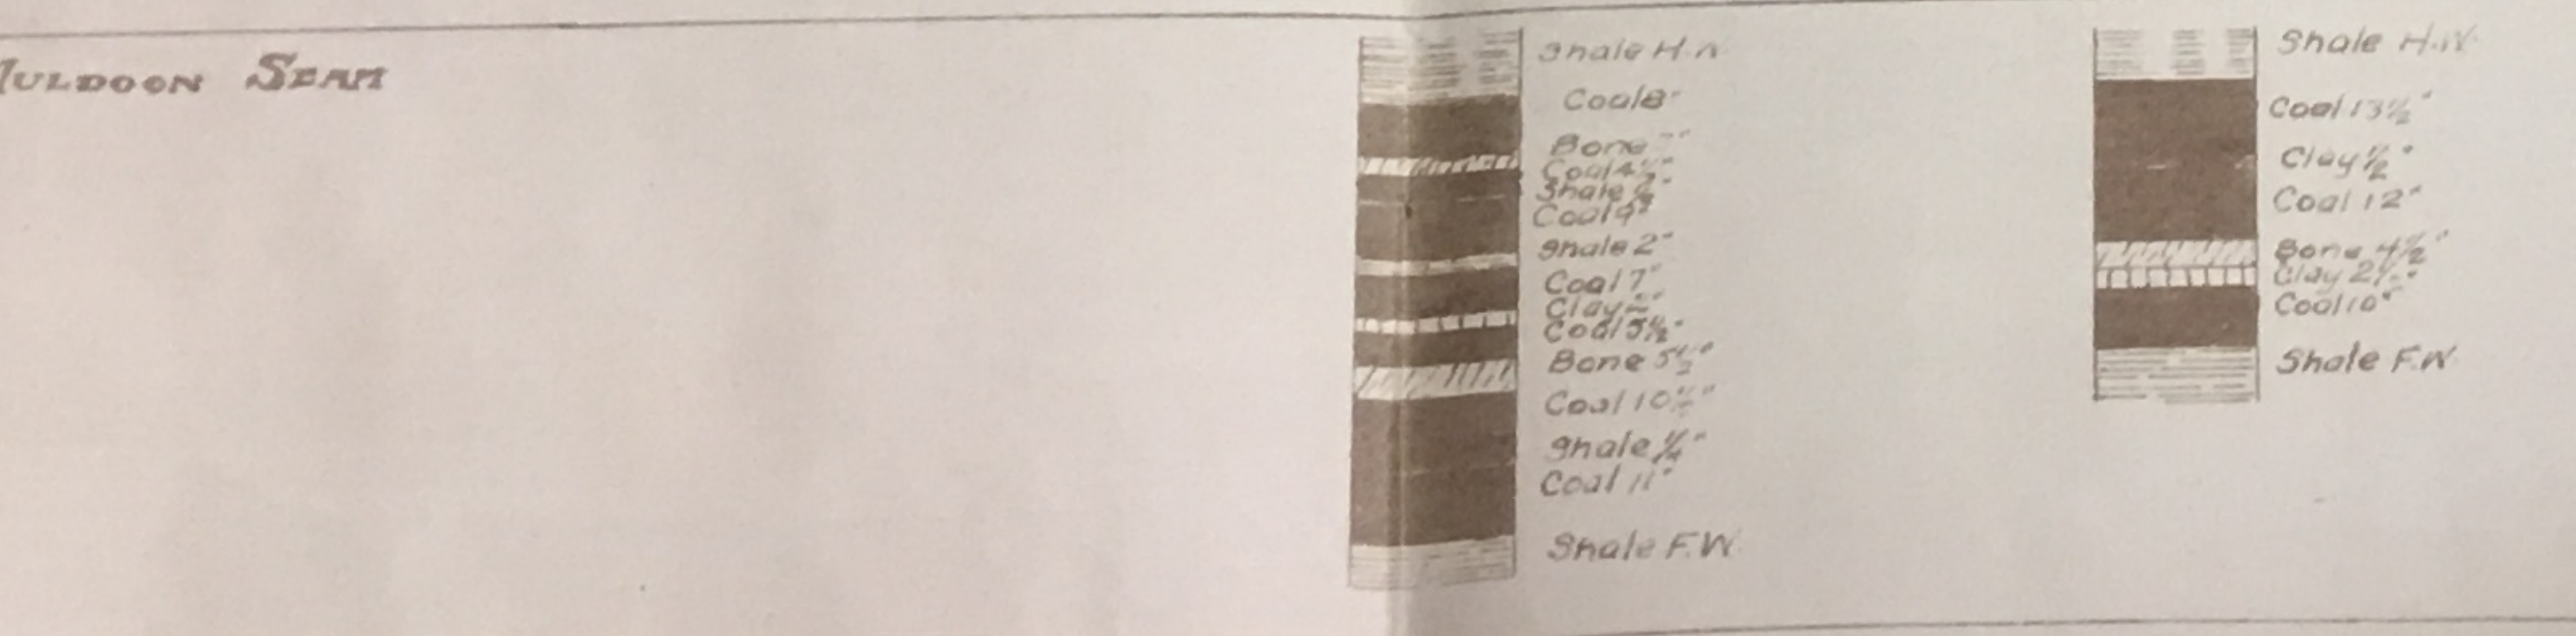 Muldoon Seam
Shale H.W.
Coal 8"
Bone
Coal 4½"
Shale
Coal 9"
Shale 2"
Coal 7"
Clay
Coal 5½"
Bone 5½"
Coal 10½"
Shale ¼"
Coal 11"
Shale F.W.
Shale H.W.
Coal 13½"
Clay ½"
Coal 12"
Bone 4½"
Clay 2½"
Coal 10"
Shale F.W.